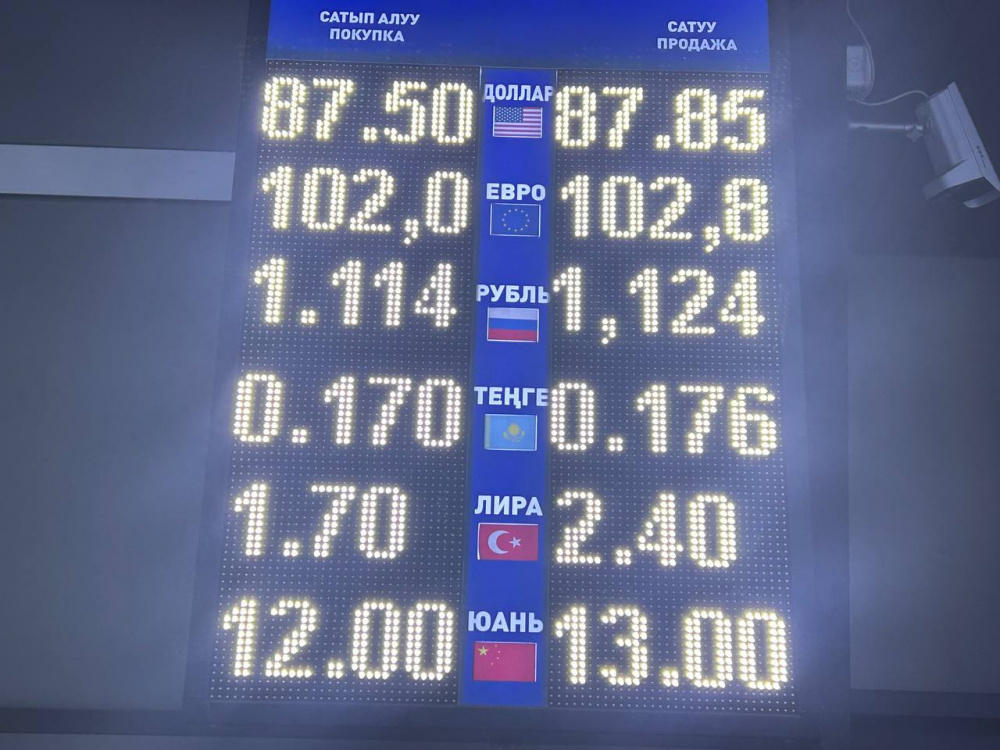 САТЫП АЛУУ
ПОКУПКА
САТУУ
ПРОДАЖА
87.50 ДОЛЛАР 87.85
102,0 ЕВРО 102,8
1.114 РУБЛЬ 1,124
0.170 ТЕҢГЕ 0.176
1.70 ЛИРА 2.40
12.00 ЮАНЬ 13.00